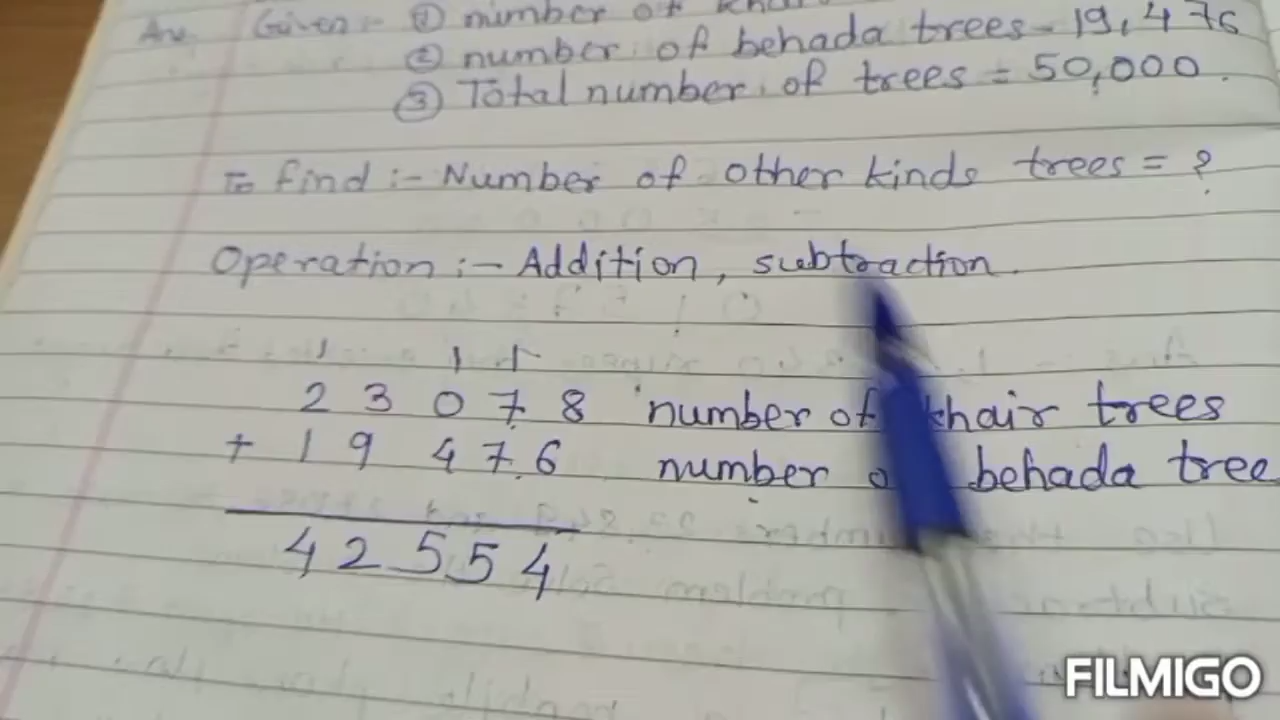 Ans. Given :- ① number of khair
② number of behada trees - 19,476
③ Total number of trees = 50,000.
To find :- Number of other kinds trees = ?
Operation :- Addition, subtraction.
1 1 1
2 3 0 7 8 number of khair trees
+ 1 9 4 7 6 number of behada tree
4 2 5 5 4
FILMIGO